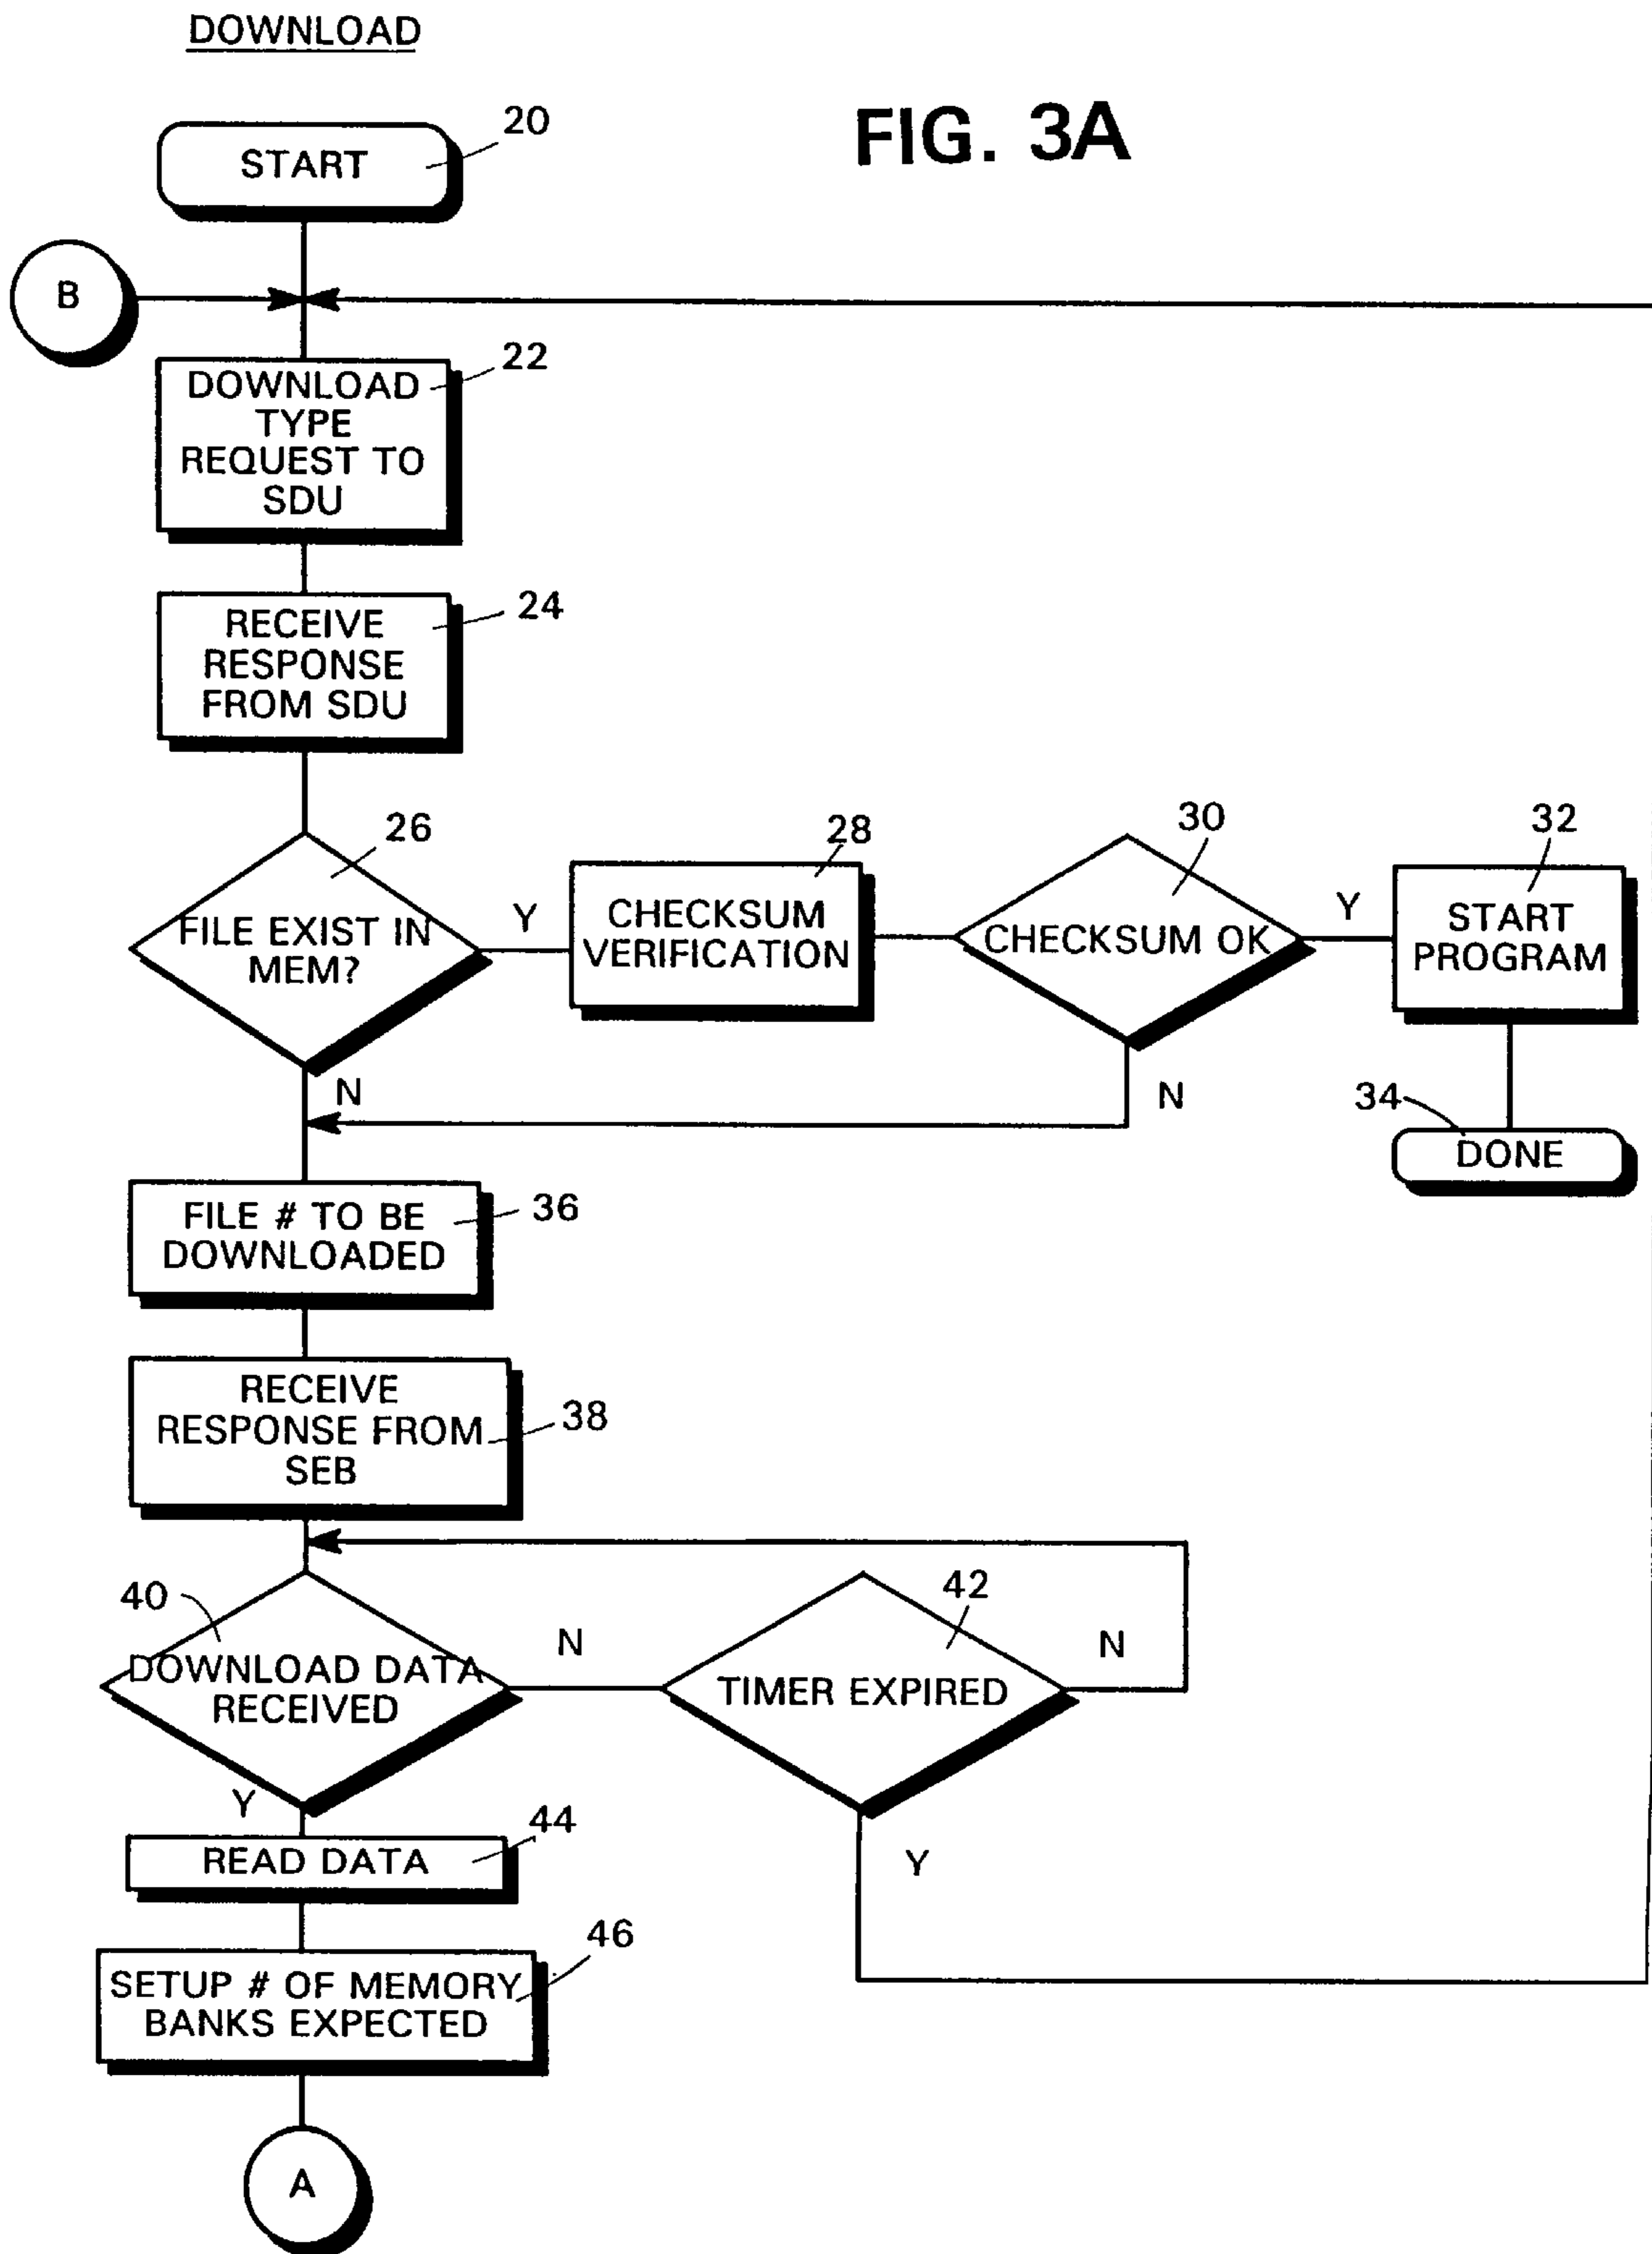 DOWNLOAD
FIG. 3A
20
START
B
22
DOWNLOAD
TYPE
REQUEST TO
SDU
24
RECEIVE
RESPONSE
FROM SDU
26
FILE EXIST IN
MEM?
Y
N
28
CHECKSUM
VERIFICATION
30
CHECKSUM OK
Y
N
32
START
PROGRAM
34
DONE
36
FILE # TO BE
DOWNLOADED
38
RECEIVE
RESPONSE FROM
SEB
40
DOWNLOAD DATA
RECEIVED
N
Y
42
TIMER EXPIRED
N
Y
44
READ DATA
46
SETUP # OF MEMORY
BANKS EXPECTED
A